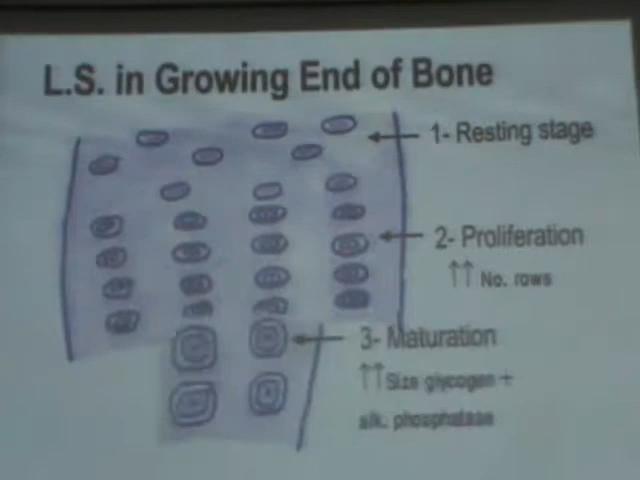 L.S. in Growing End of Bone
1- Resting stage
2- Proliferation
↑↑ No. rows
3- Maturation
↑↑ Size glycogen +
alk. phosphatase